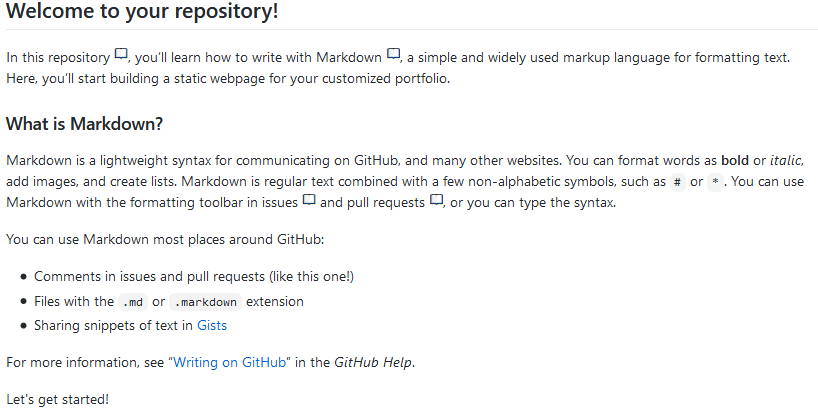 Welcome to your repository!
In this repository, you'll learn how to write with Markdown, a simple and widely used markup language for formatting text.
Here, you'll start building a static webpage for your customized portfolio.
What is Markdown?
Markdown is a lightweight syntax for communicating on GitHub, and many other websites. You can format words as bold or italic,
add images, and create lists. Markdown is regular text combined with a few non-alphabetic symbols, such as # or *. You can use
Markdown with the formatting toolbar in issues and pull requests, or you can type the syntax.
You can use Markdown most places around GitHub:
• Comments in issues and pull requests (like this one!)
• Files with the .md or .markdown extension
• Sharing snippets of text in Gists
For more information, see “Writing on GitHub” in the GitHub Help.
Let's get started!